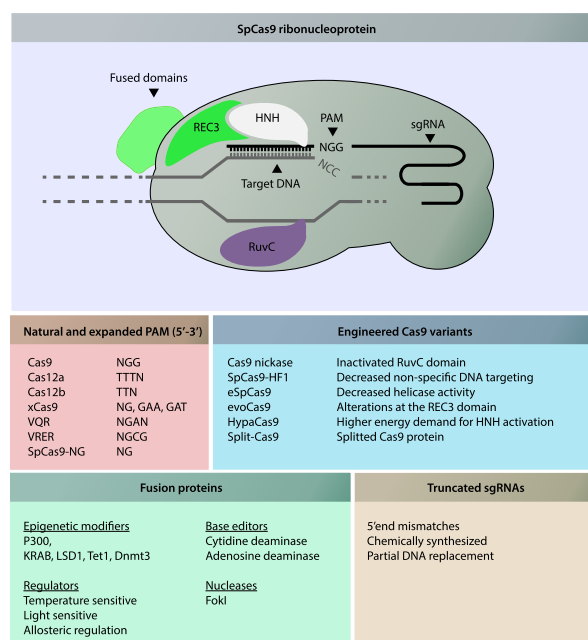 SpCas9 ribonucleoprotein
Fused domains
REC3
HNH
PAM
sgRNA
NGG
NCC
Target DNA
RuvC
Natural and expanded PAM (5’-3’)
Cas9 NGG
Cas12a TTTN
Cas12b TTN
xCas9 NG, GAA, GAT
VQR NGAN
VRER NGCG
SpCas9-NG NG
Engineered Cas9 variants
Cas9 nickase Inactivated RuvC domain
SpCas9-HF1 Decreased non-specific DNA targeting
eSpCas9 Decreased helicase activity
evoCas9 Alterations at the REC3 domain
HypaCas9 Higher energy demand for HNH activation
Split-Cas9 Splitted Cas9 protein
Fusion proteins
Epigenetic modifiers
P300,
KRAB, LSD1, Tet1, Dnmt3
Base editors
Cytidine deaminase
Adenosine deaminase
Regulators
Temperature sensitive
Light sensitive
Allosteric regulation
Nucleases
FokI
Truncated sgRNAs
5’end mismatches
Chemically synthesized
Partial DNA replacement